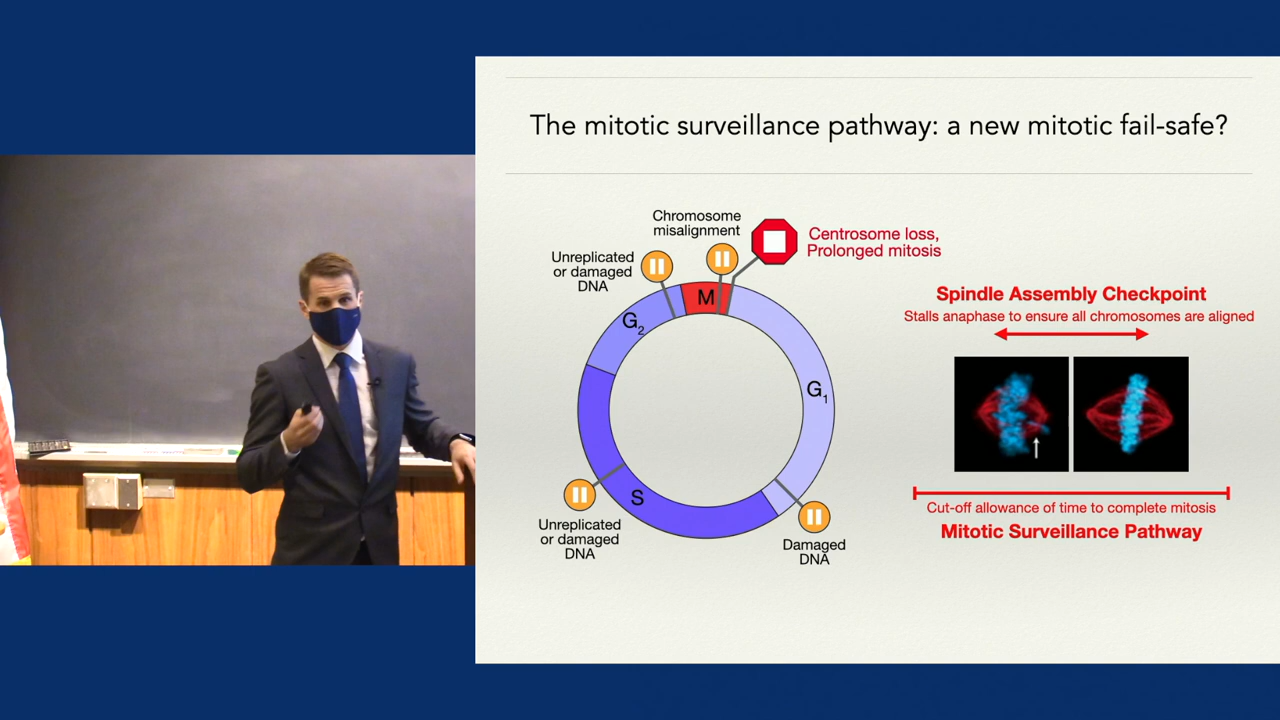 The mitotic surveillance pathway: a new mitotic fail-safe?
Chromosome
misalignment
Centrosome loss,
Prolonged mitosis
Unreplicated
or damaged
DNA
M
G₂
G₁
S
Unreplicated
or damaged
DNA
Damaged
DNA
Spindle Assembly Checkpoint
Stalls anaphase to ensure all chromosomes are aligned
Cut-off allowance of time to complete mitosis
Mitotic Surveillance Pathway